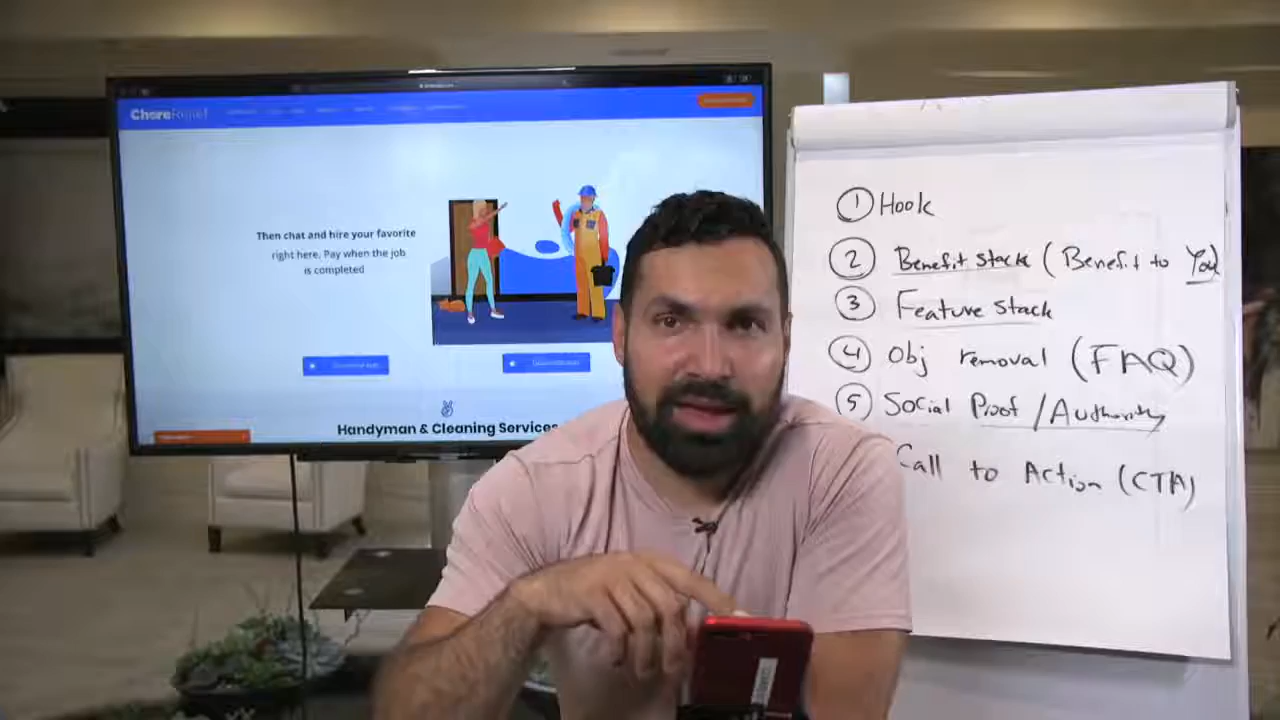 ChoreRelief
Then chat and hire your favorite
right here. Pay when the job
is completed
Handyman & Cleaning Services
1 Hook
2 Benefit Stack (Benefit to You)
3 Feature Stack
4 Obj removal (FAQ)
5 Social Proof / Authority
Call to Action (CTA)